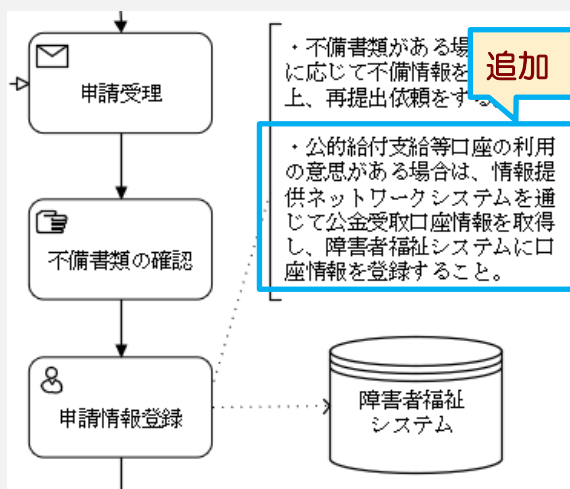 申請受理
・不備書類がある場
に応じて不備情報を
上、再提出依頼をする
追加
・公的給付支給等口座の利用
の意思がある場合は、情報提
供ネットワークシステムを通
じて公金受取口座情報を取得
し、障害者福祉システムに口
座情報を登録すること。
不備書類の確認
申請情報登録
障害者福祉
システム